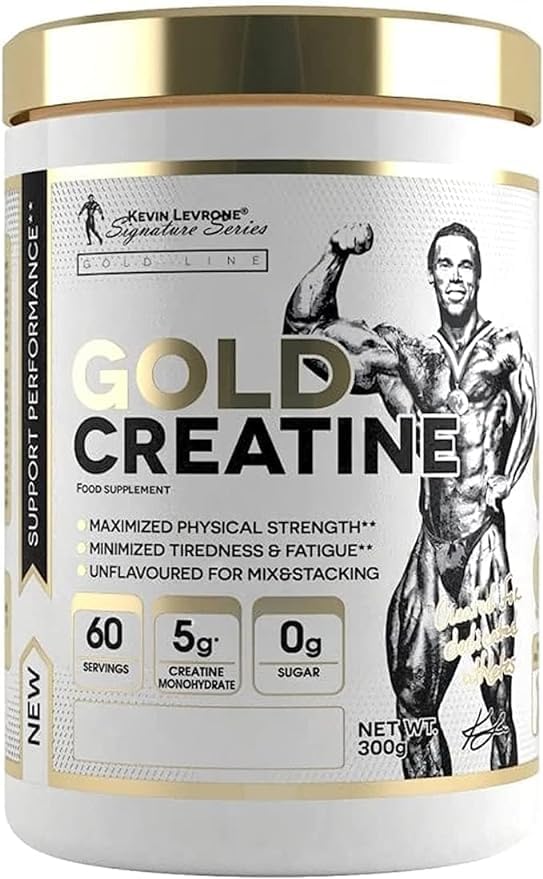 KEVIN LEVRONE®
Signature Series
GOLD LINE
GOLD
CREATINE
FOOD SUPPLEMENT
• MAXIMIZED PHYSICAL STRENGTH**
• MINIMIZED TIREDNESS & FATIGUE**
• UNFLAVOURED FOR MIX&STACKING
60
SERVINGS
5g*
CREATINE
MONOHYDRATE
0g
SUGAR
NET WT.
300g
SUPPORT PERFORMANCE**
NEW